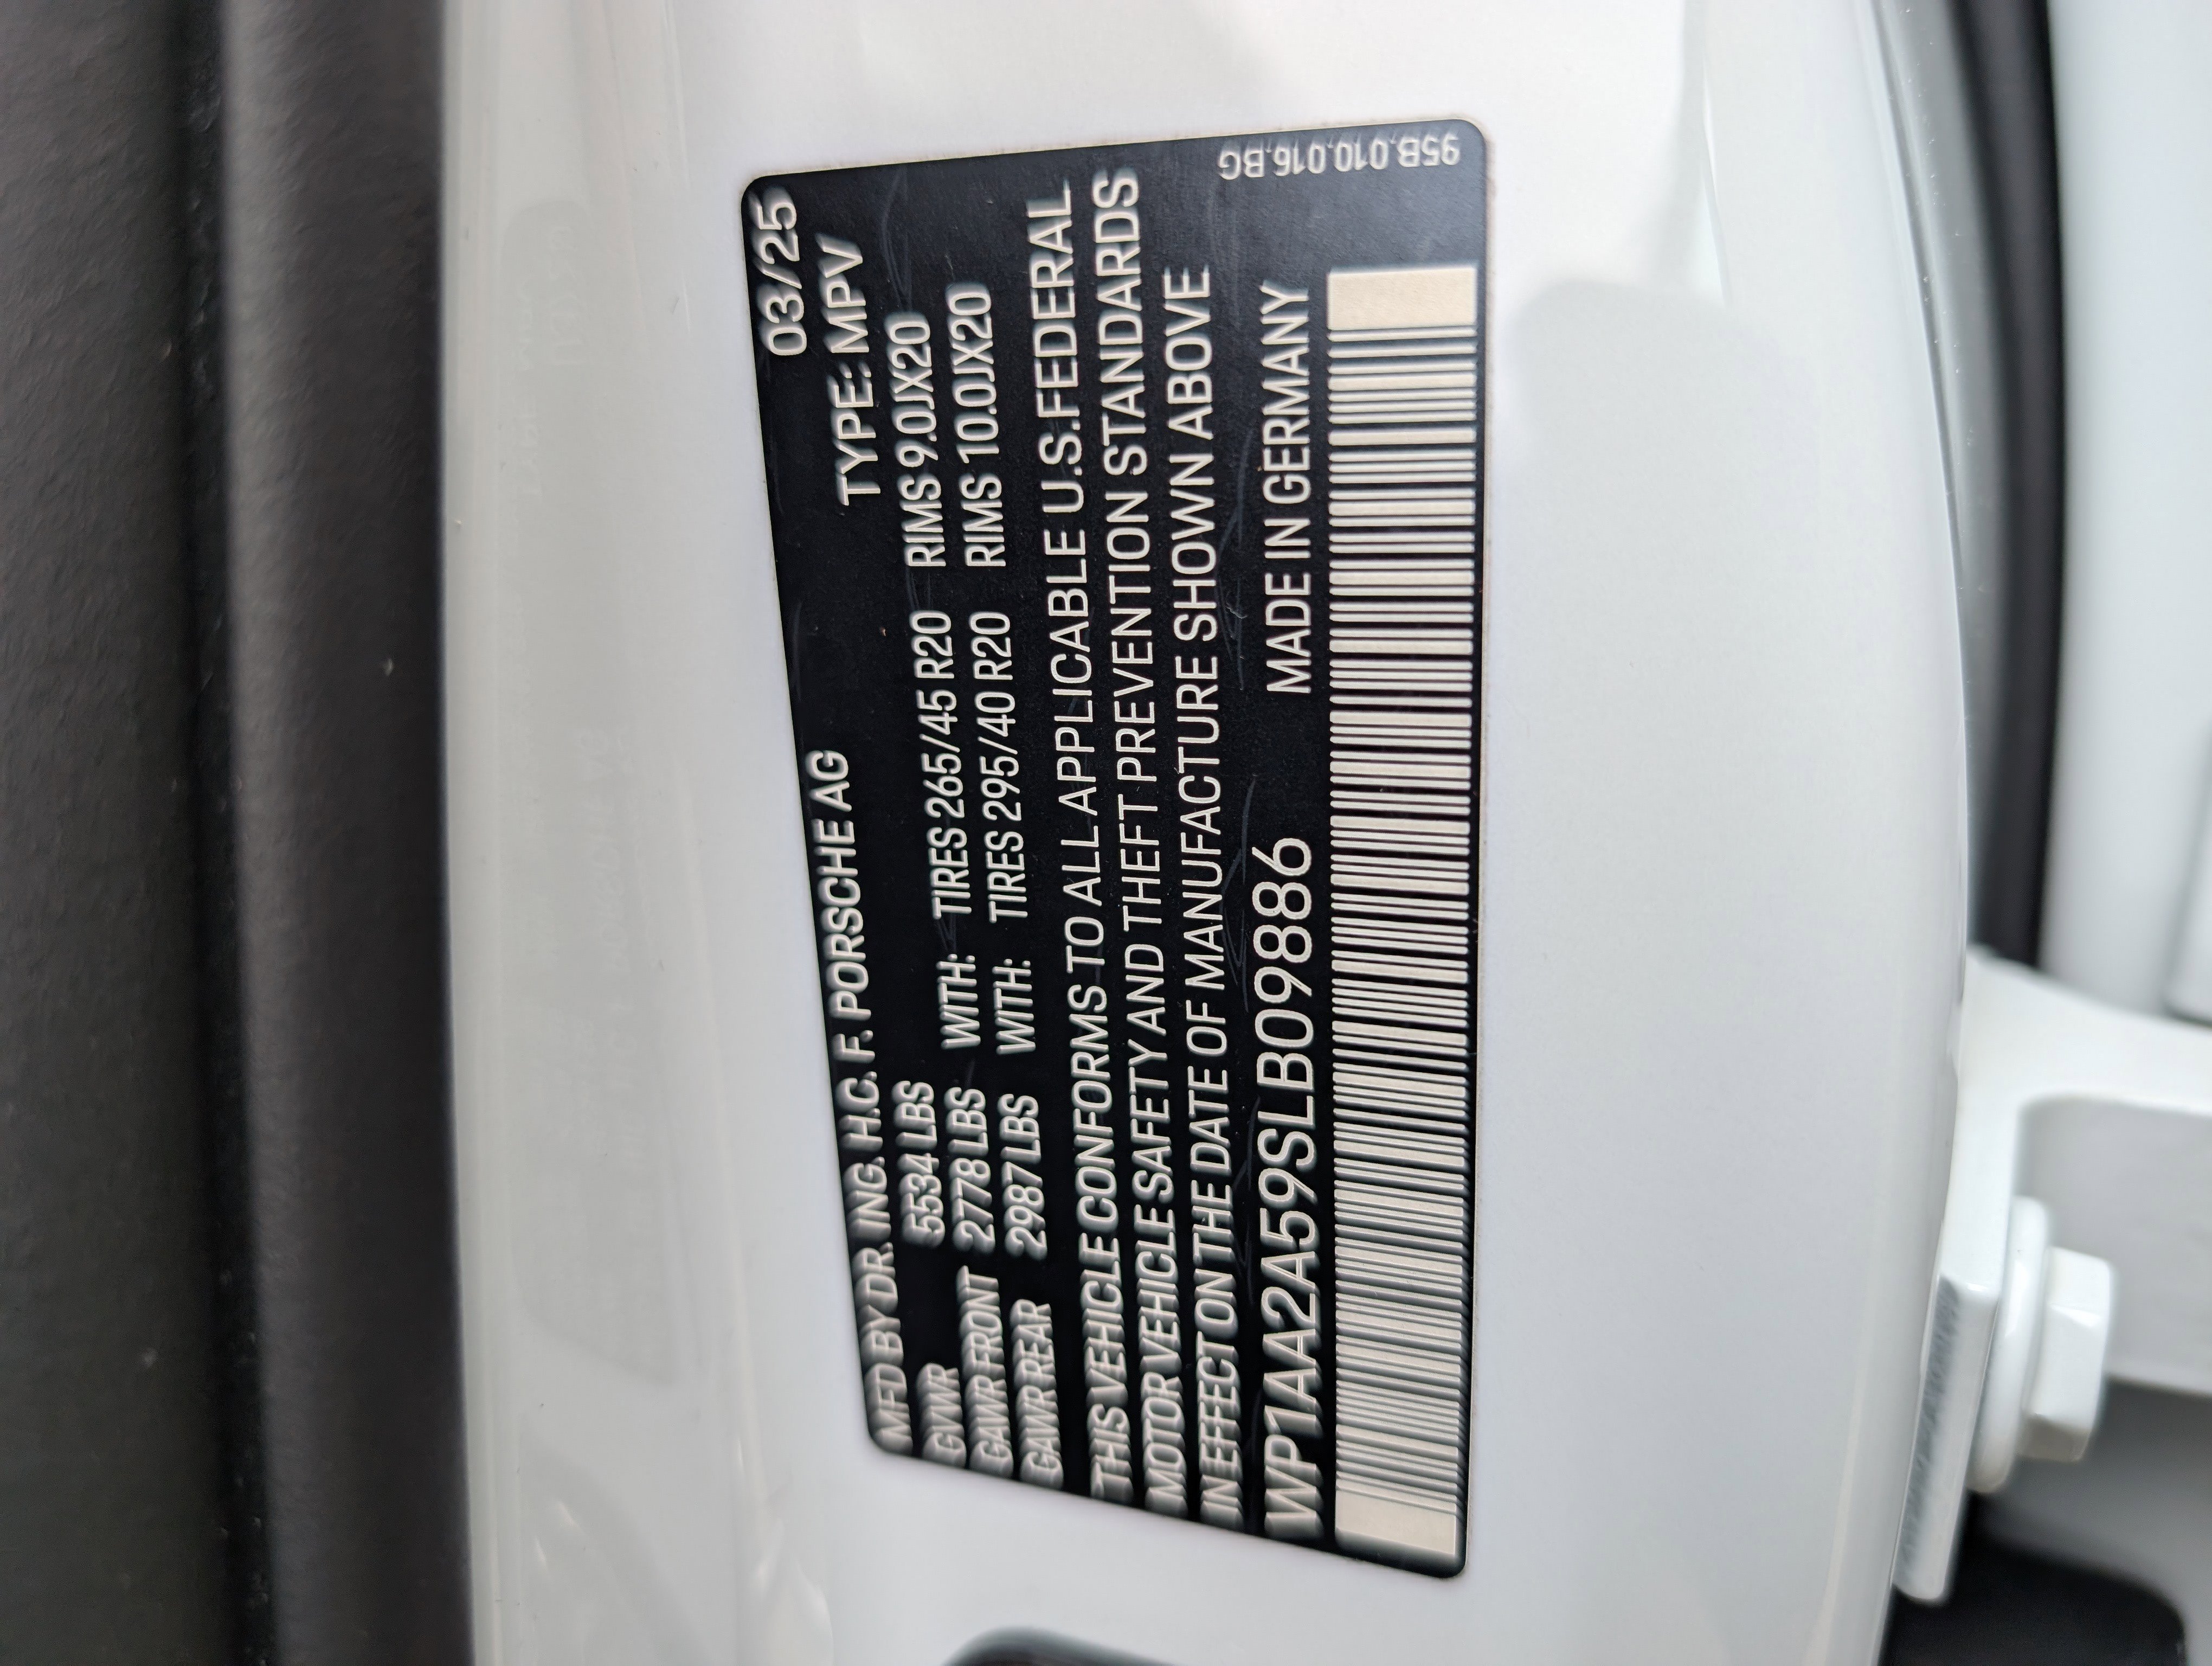 MFD BY DR. ING. H.C. F. PORSCHE AG 03/25
GVWR 5534 LBS TYPE: MPV
GAWR FRONT 2778 LBS WITH: TIRES 265/45 R20 RIMS 9.0JX20
GAWR REAR 2987 LBS WITH: TIRES 295/40 R20 RIMS 10.0JX20
THIS VEHICLE CONFORMS TO ALL APPLICABLE U.S. FEDERAL
MOTOR VEHICLE SAFETY AND THEFT PREVENTION STANDARDS
IN EFFECT ON THE DATE OF MANUFACTURE SHOWN ABOVE
WP1AA2A59SLB09886 MADE IN GERMANY
95B.010.016.BG